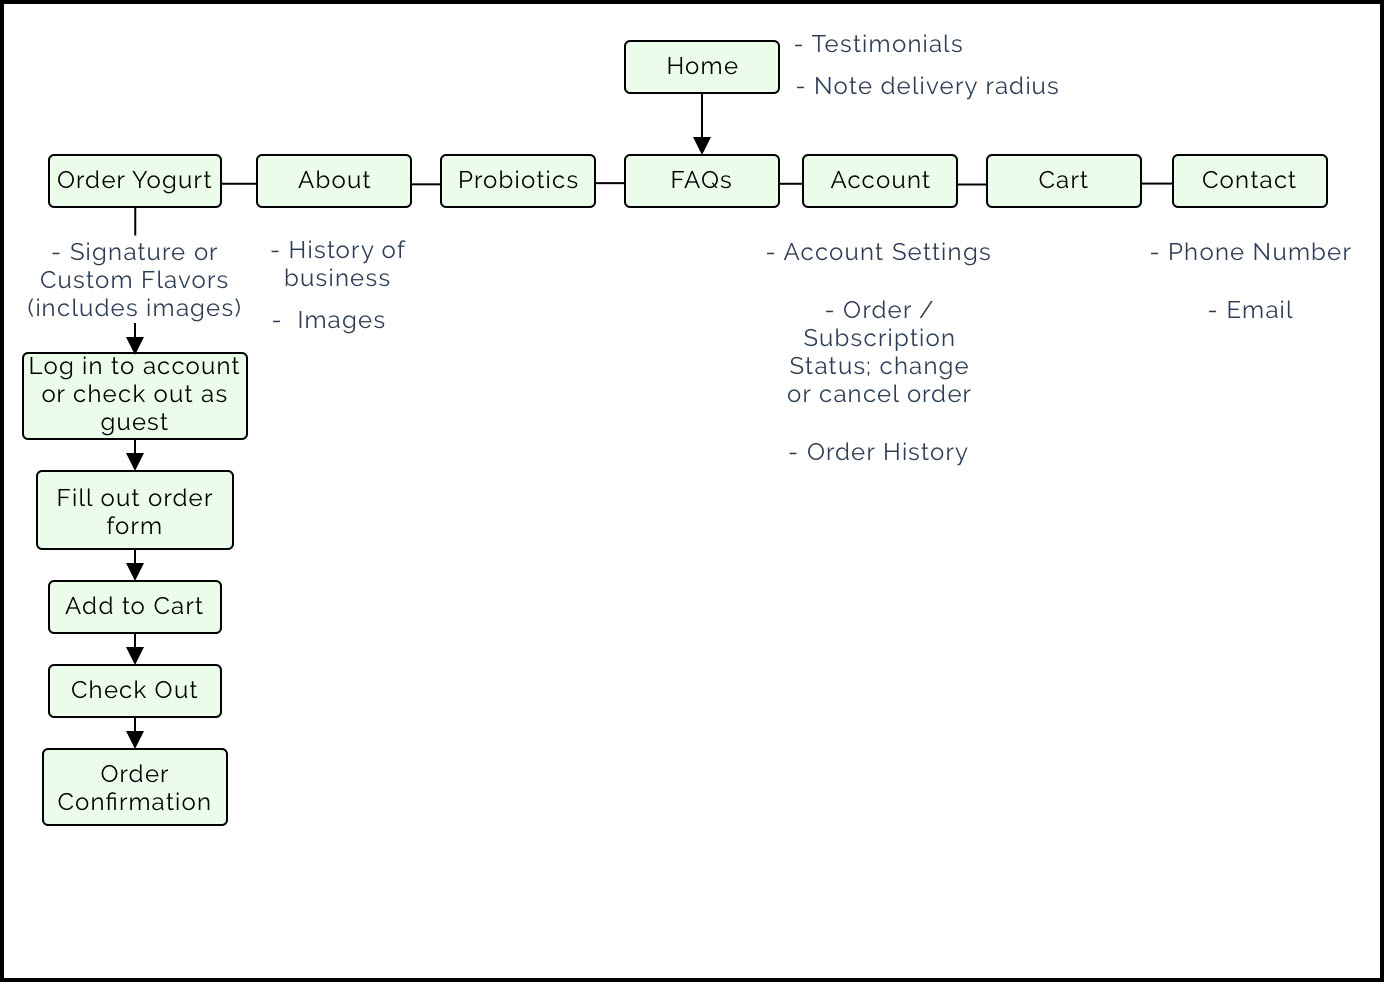 Home
- Testimonials
- Note delivery radius
Order Yogurt
About
Probiotics
FAQs
Account
Cart
Contact
- Signature or
Custom Flavors
(includes images)
- History of
business
- Images
- Account Settings
- Order /
Subscription
Status; change
or cancel order
- Order History
- Phone Number
- Email
Log in to account
or check out as
guest
Fill out order
form
Add to Cart
Check Out
Order
Confirmation